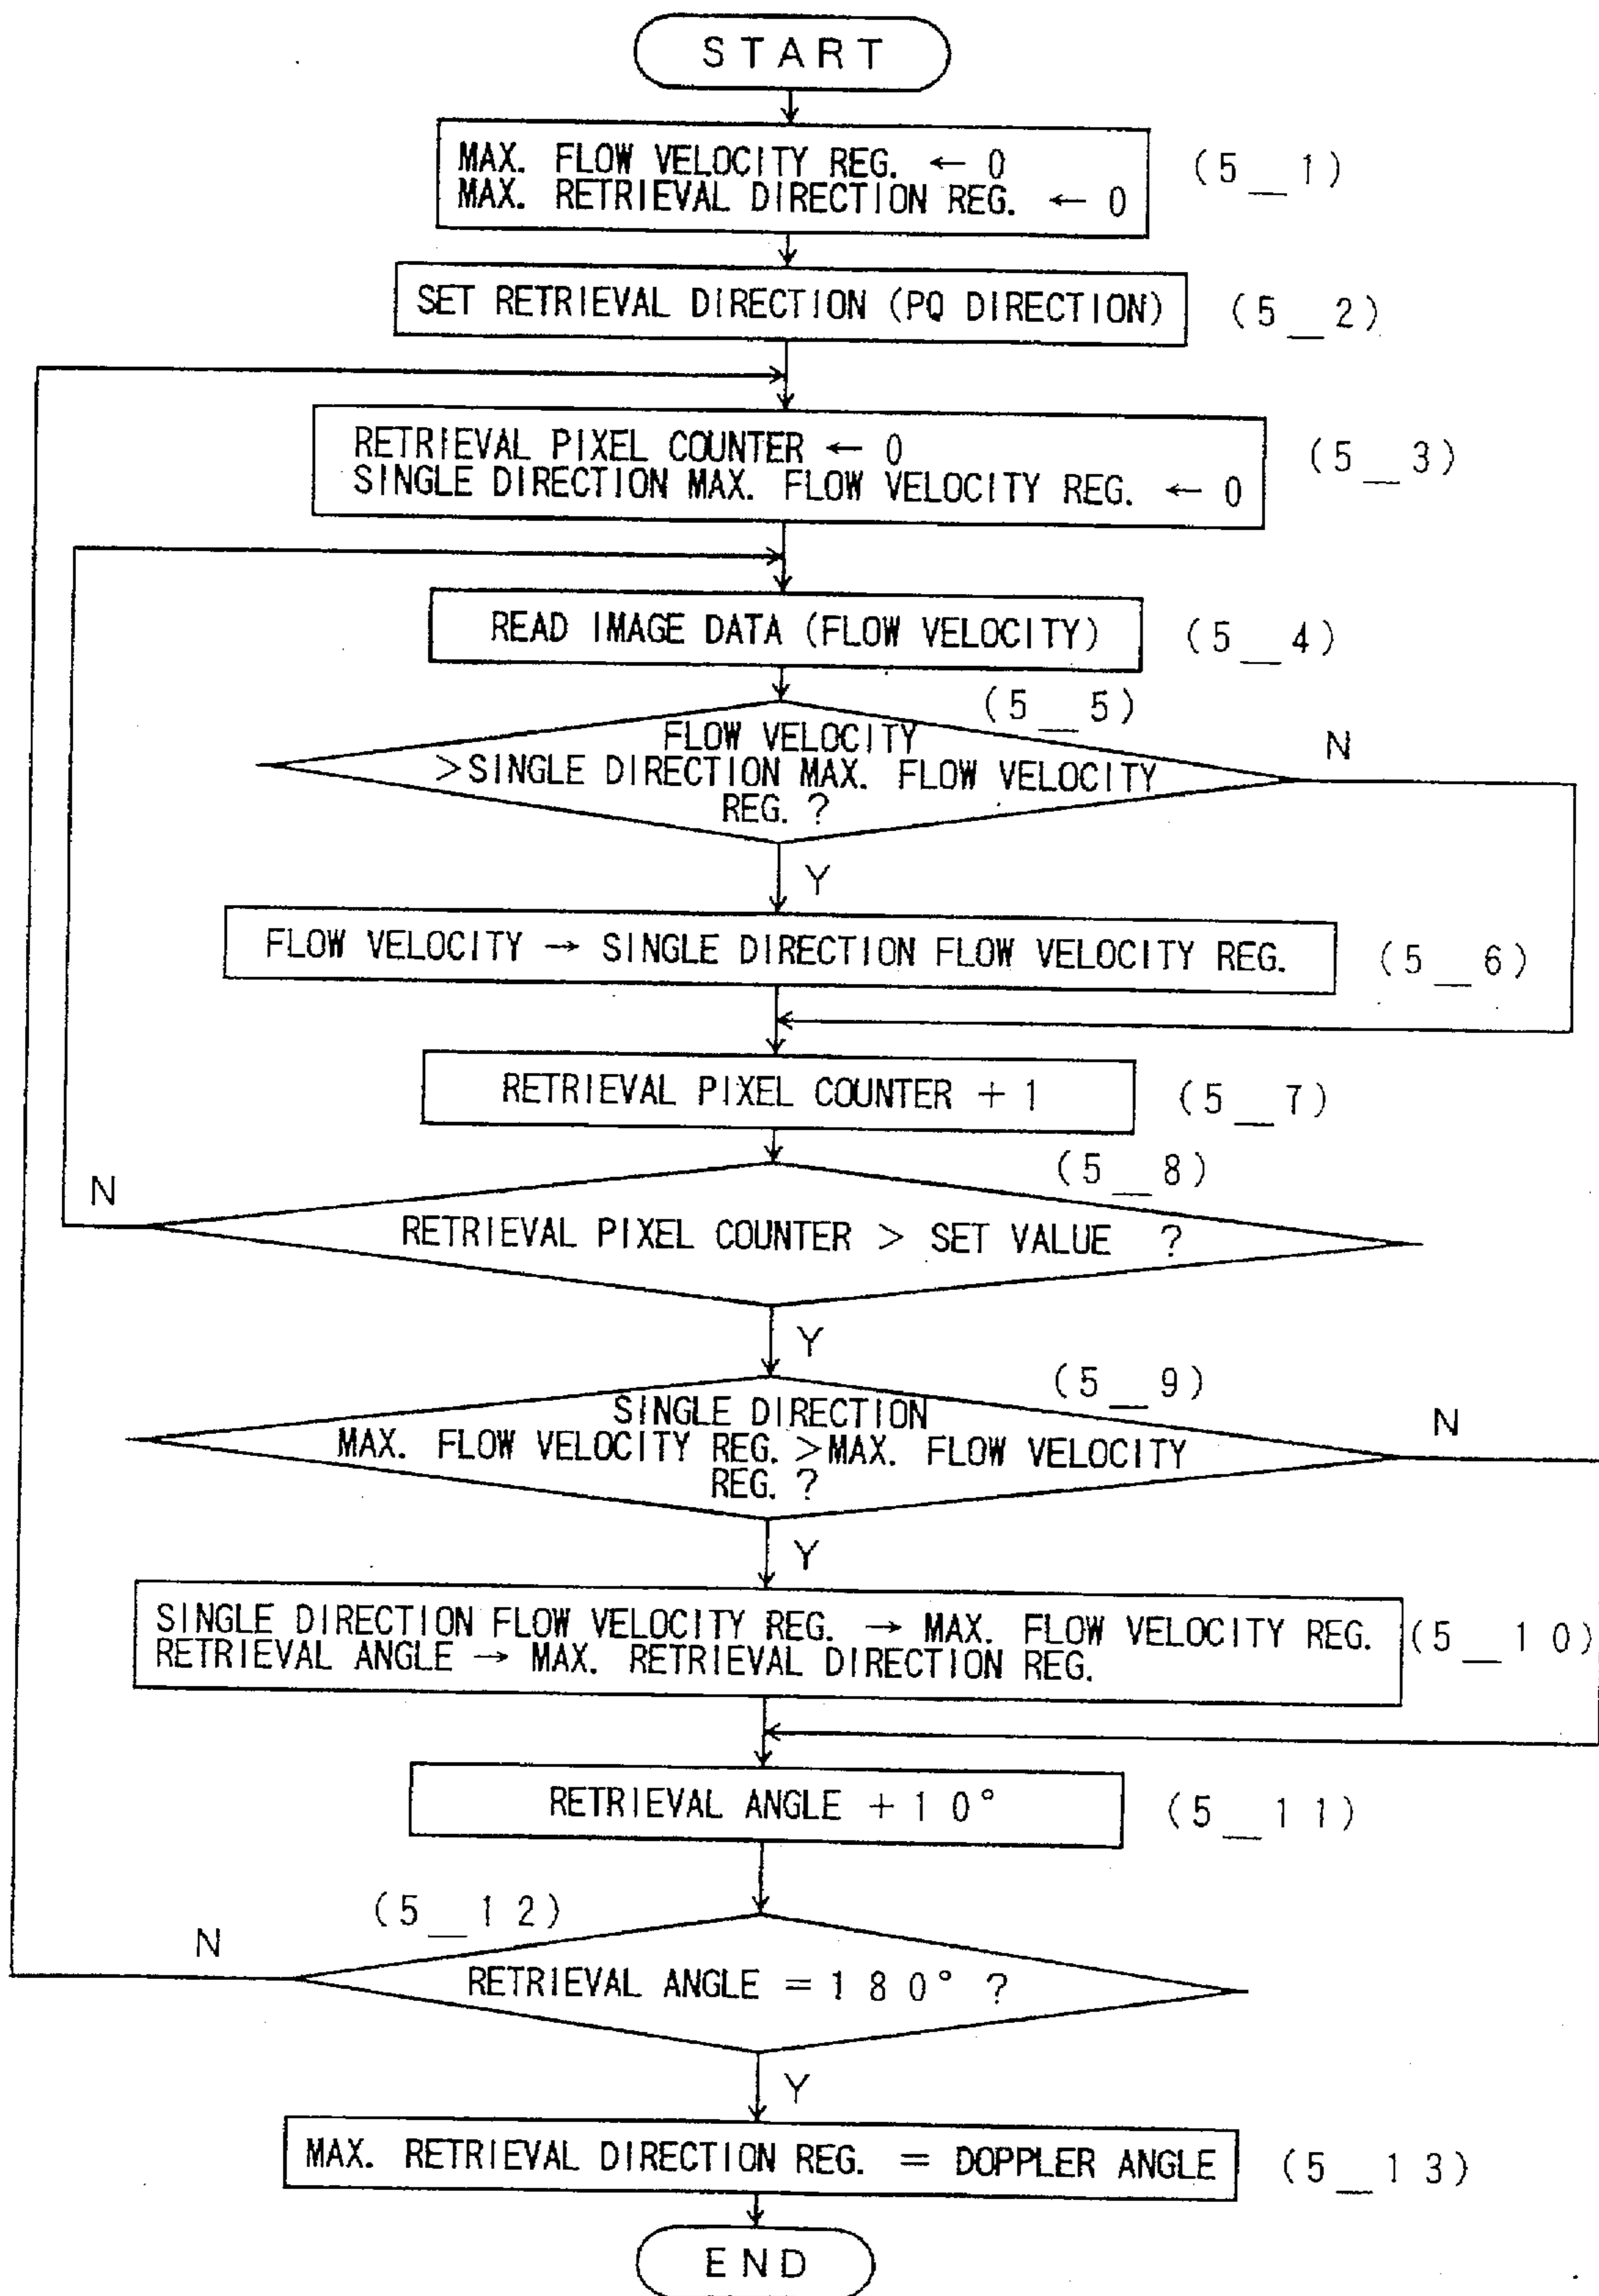 START
MAX. FLOW VELOCITY REG. ← 0
MAX. RETRIEVAL DIRECTION REG. ← 0
(5_1)
SET RETRIEVAL DIRECTION (PQ DIRECTION)
(5_2)
RETRIEVAL PIXEL COUNTER ← 0
SINGLE DIRECTION MAX. FLOW VELOCITY REG. ← 0
(5_3)
READ IMAGE DATA (FLOW VELOCITY)
(5_4)
(5_5)
FLOW VELOCITY
>SINGLE DIRECTION MAX. FLOW VELOCITY
REG. ?
N
Y
FLOW VELOCITY → SINGLE DIRECTION FLOW VELOCITY REG.
(5_6)
RETRIEVAL PIXEL COUNTER + 1
(5_7)
(5_8)
N
RETRIEVAL PIXEL COUNTER > SET VALUE ?
Y
(5_9)
SINGLE DIRECTION
MAX. FLOW VELOCITY REG. >MAX. FLOW VELOCITY
REG. ?
N
Y
SINGLE DIRECTION FLOW VELOCITY REG. → MAX. FLOW VELOCITY REG.
RETRIEVAL ANGLE → MAX. RETRIEVAL DIRECTION REG.
(5_10)
RETRIEVAL ANGLE + 10°
(5_11)
(5_12)
N
RETRIEVAL ANGLE = 180° ?
Y
MAX. RETRIEVAL DIRECTION REG. = DOPPLER ANGLE
(5_13)
END